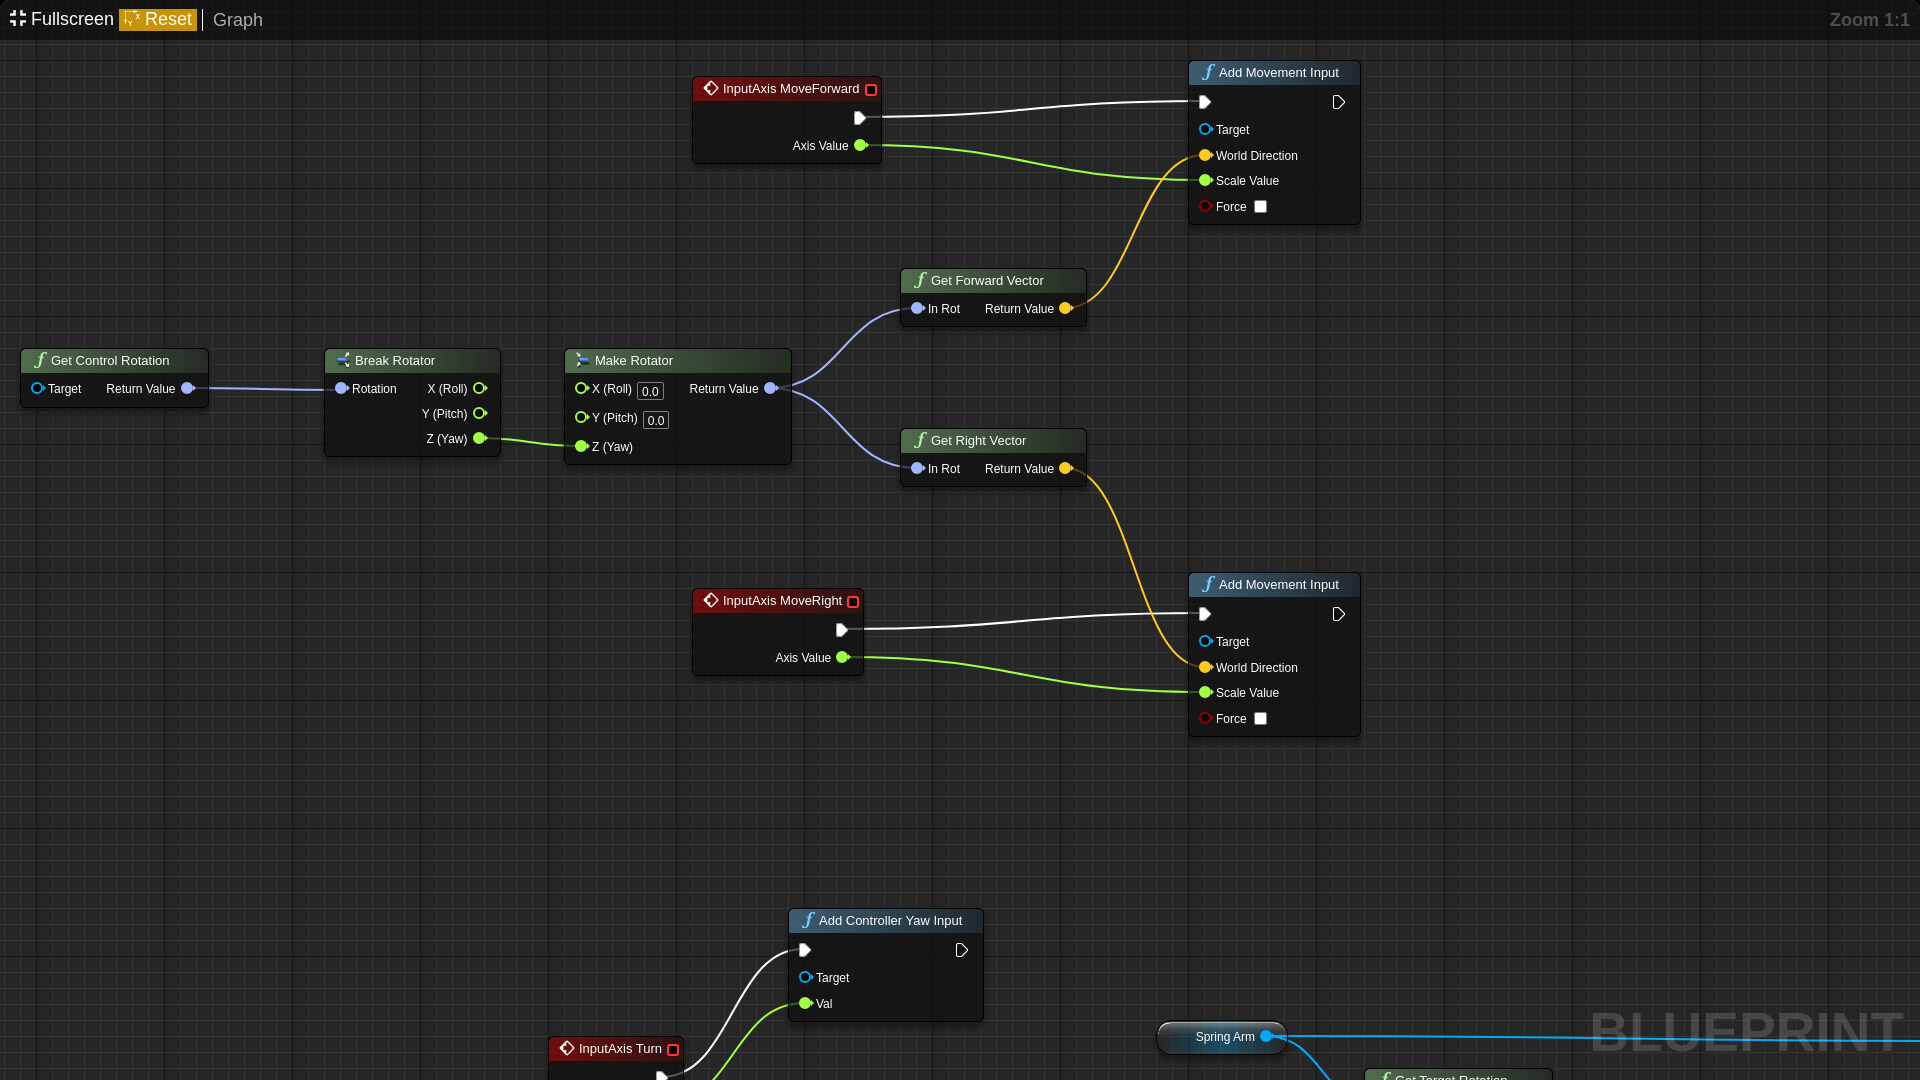 Fullscreen Reset Graph
Zoom 1:1
InputAxis MoveForward
Axis Value
Add Movement Input
Target
World Direction
Scale Value
Force
Get Forward Vector
In Rot Return Value
Get Control Rotation
Target Return Value
Break Rotator
Rotation X (Roll)
Y (Pitch)
Z (Yaw)
Make Rotator
X (Roll) 0.0 Return Value
Y (Pitch) 0.0
Z (Yaw)
Get Right Vector
In Rot Return Value
InputAxis MoveRight
Axis Value
Add Movement Input
Target
World Direction
Scale Value
Force
Add Controller Yaw Input
Target
Val
InputAxis Turn
Spring Arm
Get Target Rotation
BLUEPRINT